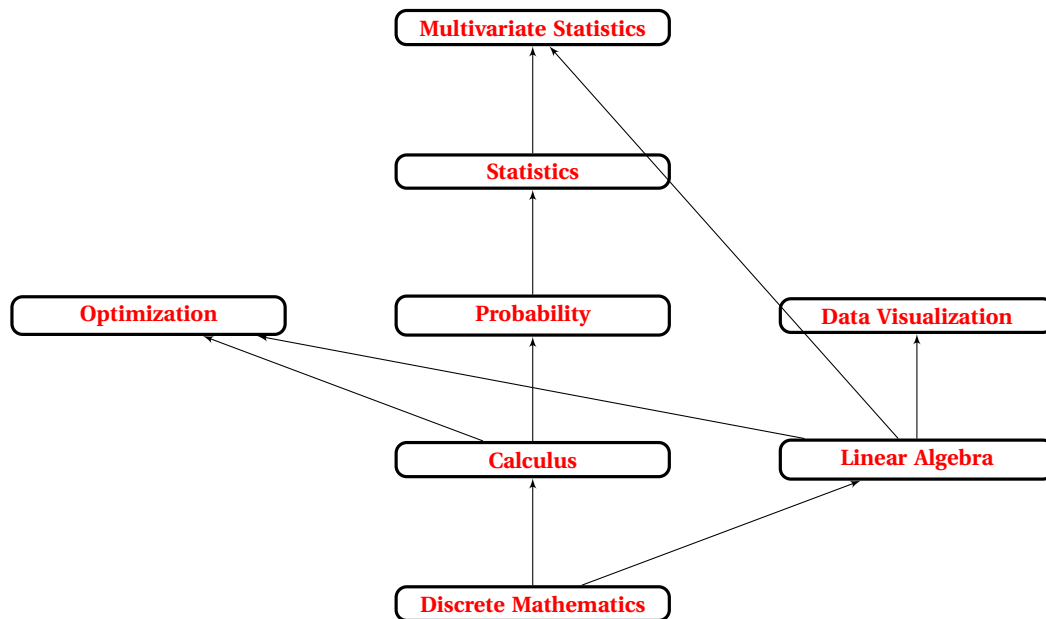 Multivariate Statistics
Statistics
Optimization
Probability
Data Visualization
Calculus
Linear Algebra
Discrete Mathematics